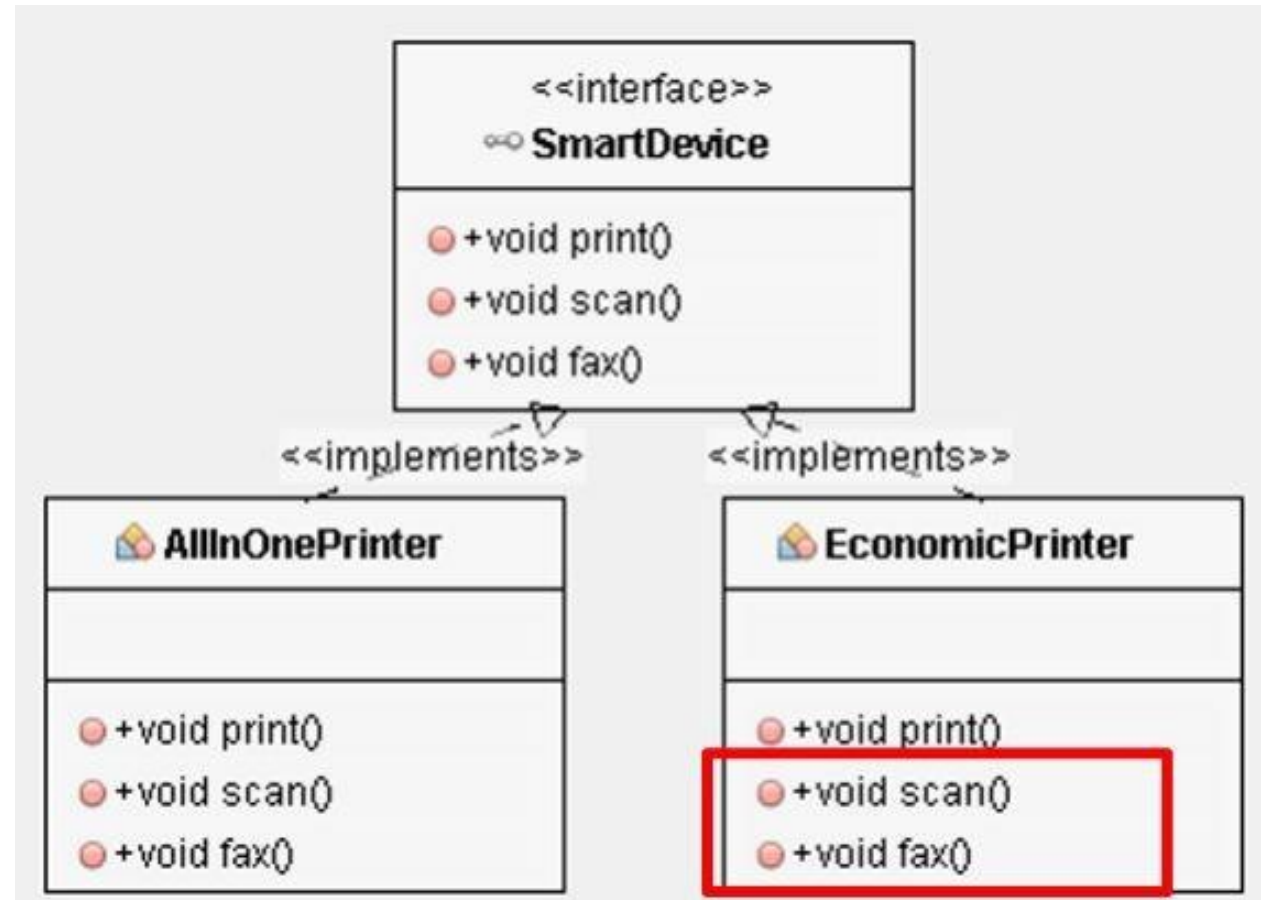 <<interface>>
SmartDevice
+void print()
+void scan()
+void fax()
<<implements>>
<<implements>>
AllInOnePrinter
+void print()
+void scan()
+void fax()
EconomicPrinter
+void print()
+void scan()
+void fax()